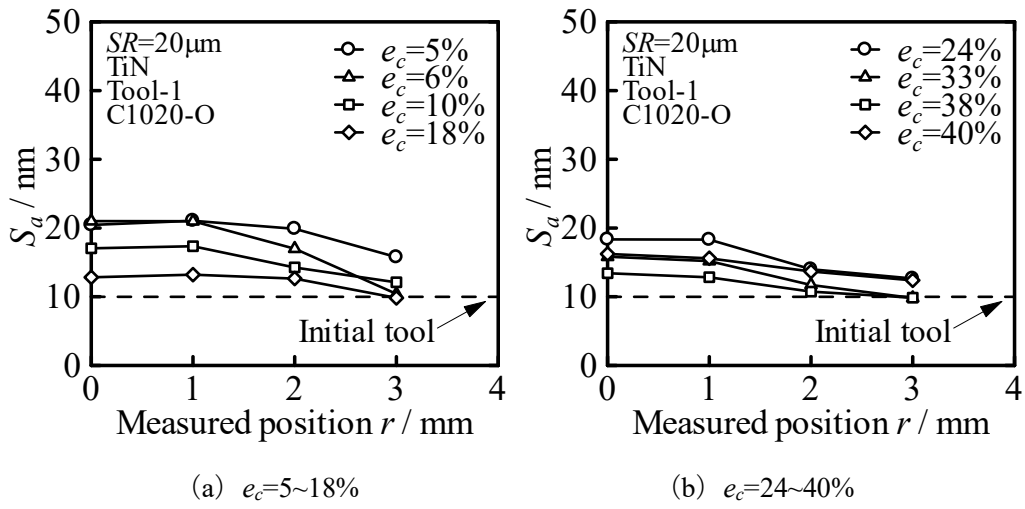 50
40
30
20
10
0
S_a / nm
SR=20μm
TiN
Tool-1
C1020-O
e_c=5%
e_c=6%
e_c=10%
e_c=18%
Initial tool
0 1 2 3 4
Measured position r / mm
(a) e_c=5~18%
50
40
30
20
10
0
S_a / nm
SR=20μm
TiN
Tool-1
C1020-O
e_c=24%
e_c=33%
e_c=38%
e_c=40%
Initial tool
0 1 2 3 4
Measured position r / mm
(b) e_c=24~40%